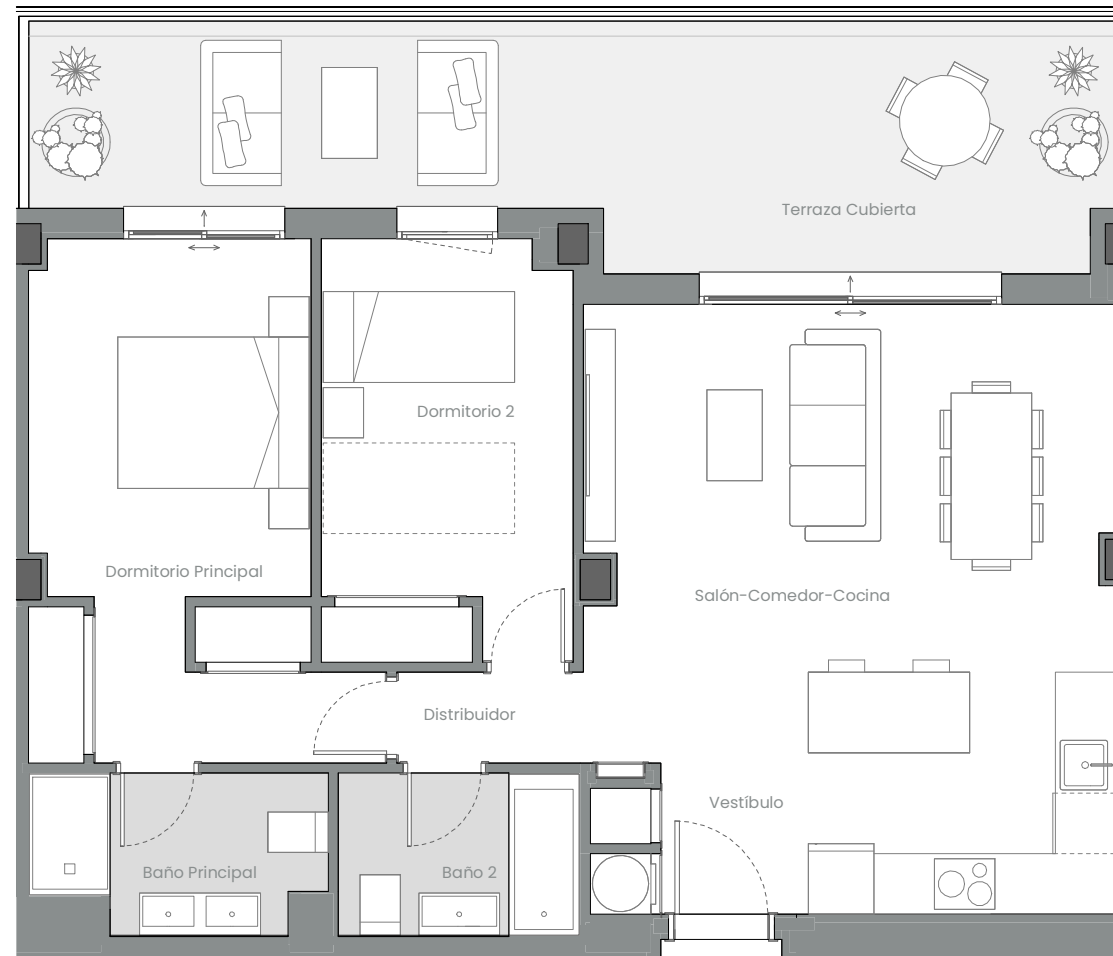 Terraza Cubierta
Dormitorio 2
Dormitorio Principal
Salón-Comedor-Cocina
Distribuidor
Vestíbulo
Baño Principal
Baño 2